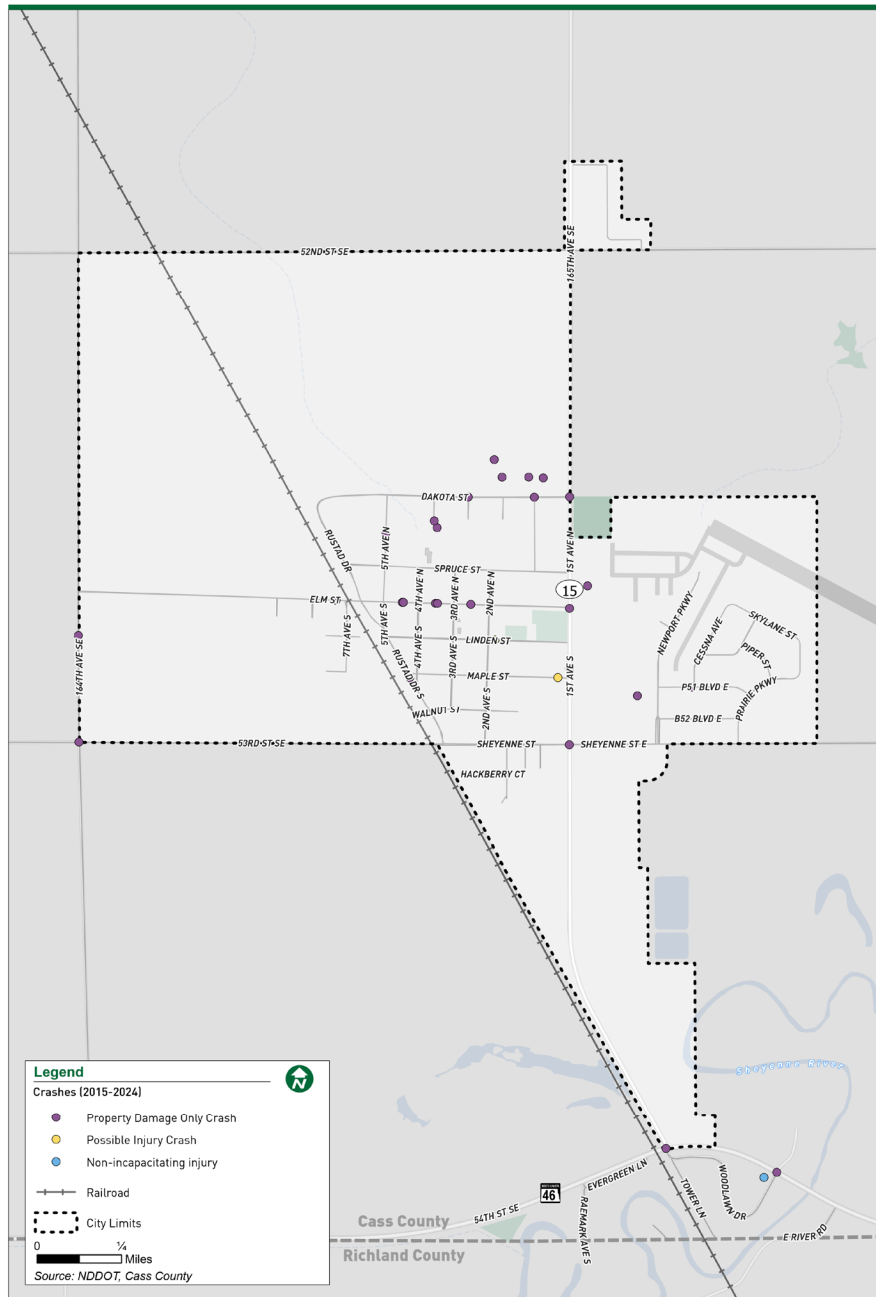 52ND ST SE
165TH AVE SE
DAKOTA ST
RUSTAD DR
5TH AVE N
1ST AVE N
SPRUCE ST
15
ELM ST
4TH AVE N
3RD AVE N
2ND AVE N
NEWPORT PKWY
CESSNA AVE
SKYLANE ST
PIPER ST
164TH AVE SE
7TH AVE S
5TH AVE S
4TH AVE S
3RD AVE S
LINDEN ST
RUSTAD DR S
MAPLE ST
1ST AVE S
P51 BLVD E
PRAIRIE PKWY
WALNUT ST
2ND AVE S
B52 BLVD E
53RD ST SE
SHEYENNE ST
SHEYENNE ST E
HACKBERRY CT
Sheyenne River
Legend
N
Crashes (2015-2024)
Property Damage Only Crash
Possible Injury Crash
Non-incapacitating injury
Railroad
City Limits
0 ¼
Miles
Source: NDDOT, Cass County
46
54TH ST SE
EVERGREEN LN
RAEMARK AVE S
TOWER LN
WOODLAWN DR
E RIVER RD
Cass County
Richland County